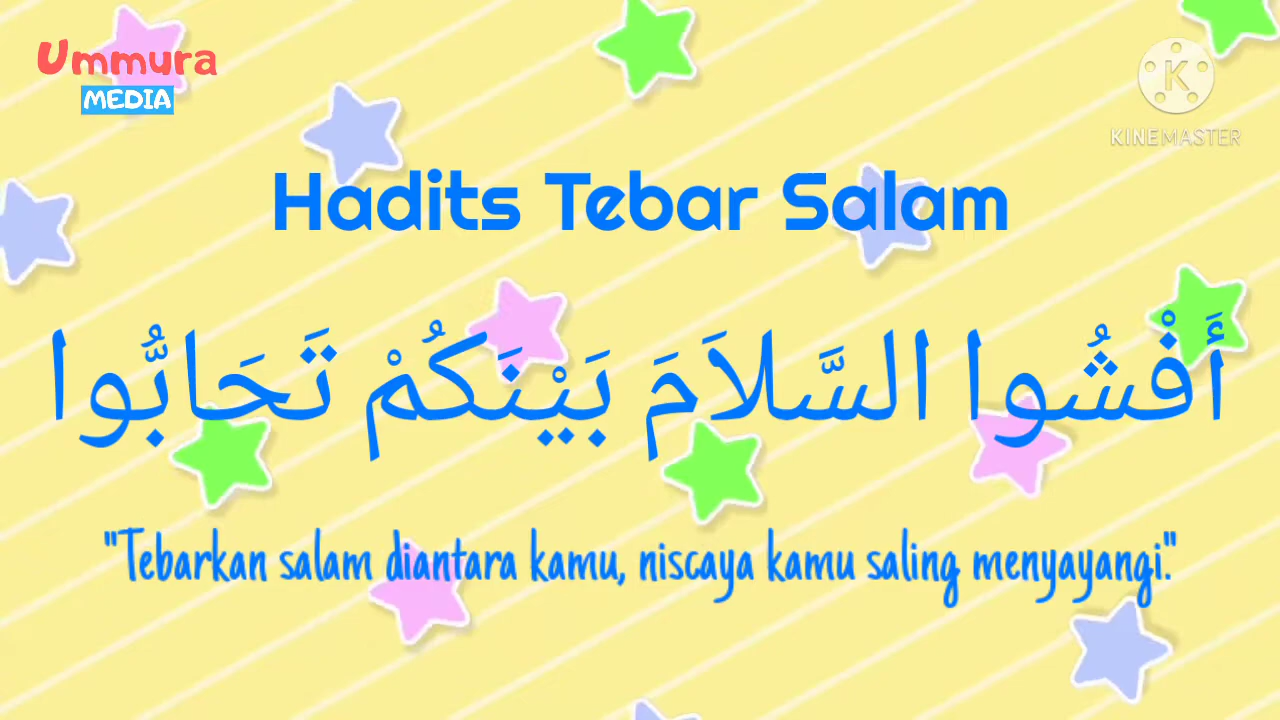 Ummura
MEDIA
KINEMASTER
Hadits Tebar Salam
أَفْشُوا السَّلاَمَ بَيْنَكُمْ تَحَابُّوا
"Tebarkan salam diantara kamu, niscaya kamu saling menyayangi."